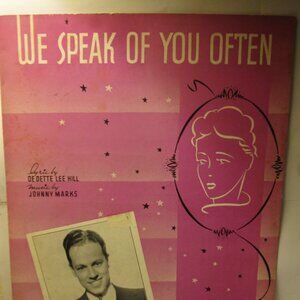 WE SPEAK OF YOU OFTEN
Lyric by
DEDETTE LEE HILL
Music by
JOHNNY MARKS